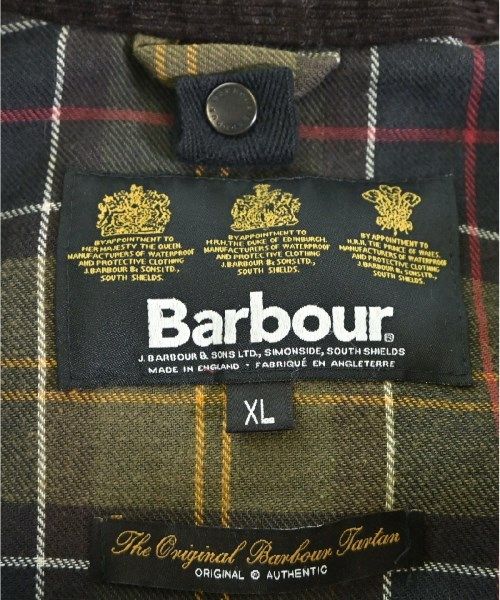 BY APPOINTMENT TO
HER MAJESTY THE QUEEN
MANUFACTURERS OF WATERPROOF
AND PROTECTIVE CLOTHING
J.BARBOUR & SONS LTD.,
SOUTH SHIELDS.
BY APPOINTMENT TO
H.R.H. THE DUKE OF EDINBURGH,
MANUFACTURERS OF WATERPROOF
AND PROTECTIVE CLOTHING
J.BARBOUR & SONS LTD.,
SOUTH SHIELDS.
BY APPOINTMENT TO
H.R.H. THE PRINCE OF WALES,
MANUFACTURERS OF WATERPROOF
AND PROTECTIVE CLOTHING
J.BARBOUR & SONS LTD.,
SOUTH SHIELDS.
Barbour®
J. BARBOUR & SONS LTD., SIMONSIDE, SOUTH SHIELDS
MADE IN ENGLAND · FABRIQUÉ EN ANGLETERRE
XL
The Original Barbour Tartan
ORIGINAL © AUTHENTIC